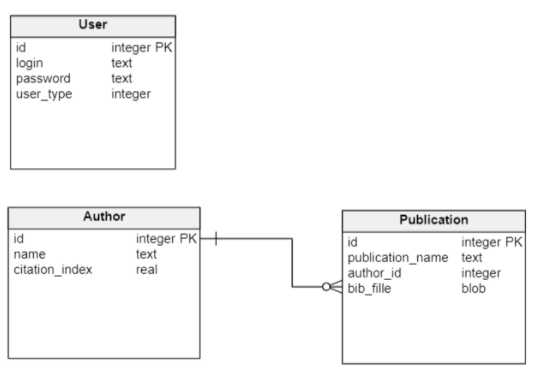 User
id integer PK
login text
password text
user_type integer
Author
id integer PK
name text
citation_index real
Publication
id integer PK
publication_name text
author_id integer
bib_fille blob